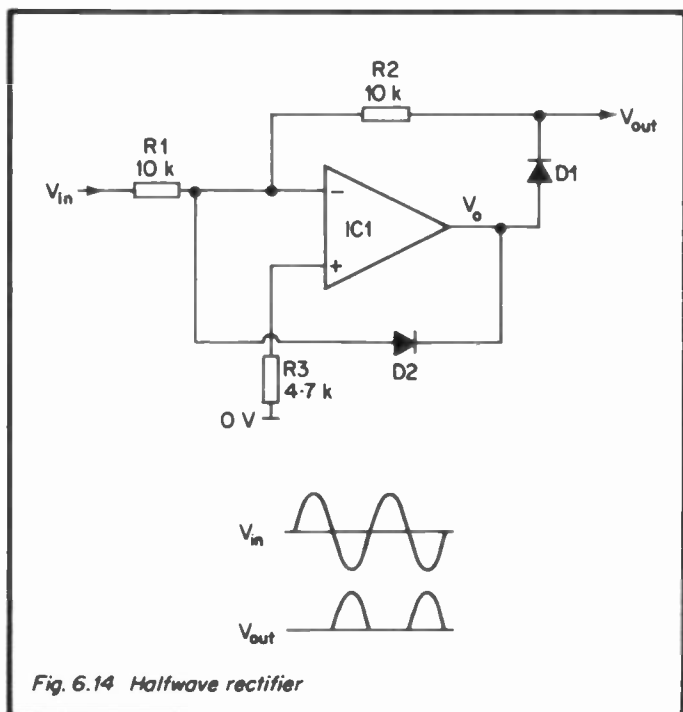 R2
10 k
R1
10 k
V_in
V_out
D1
V_o
IC1
−
+
R3
4·7 k
0 V
D2
V_in
V_out
Fig. 6.14 Halfwave rectifier